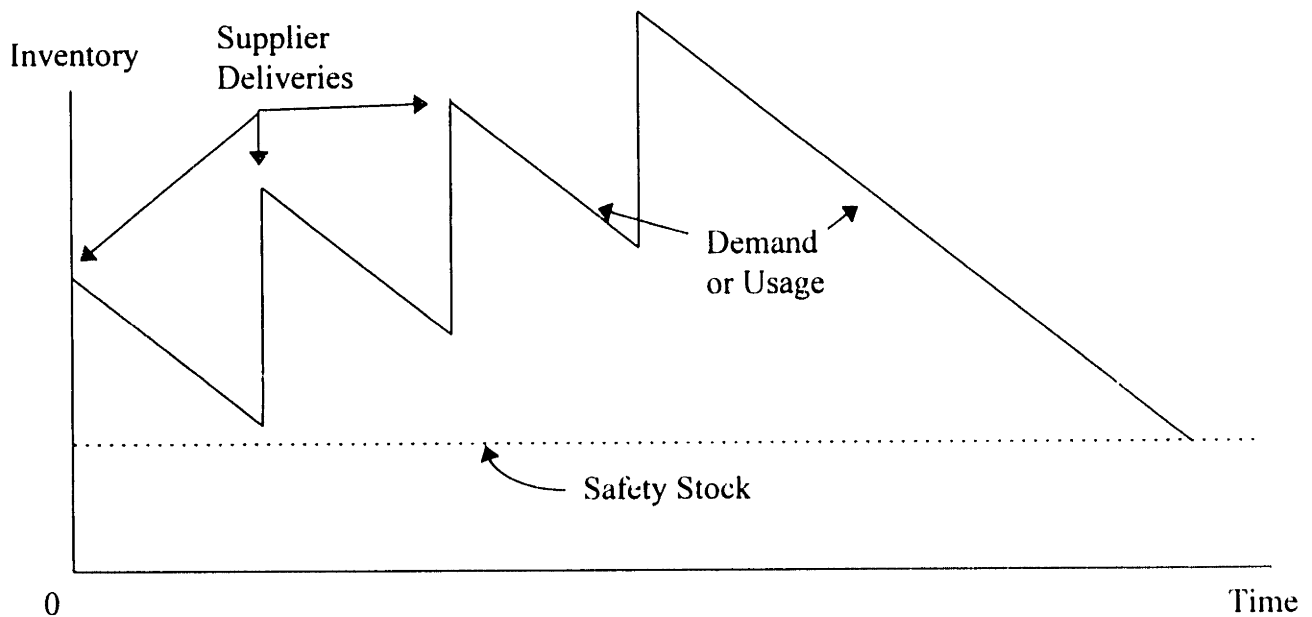 Supplier
Deliveries
Inventory
Demand
or Usage
Safety Stock
0
Time